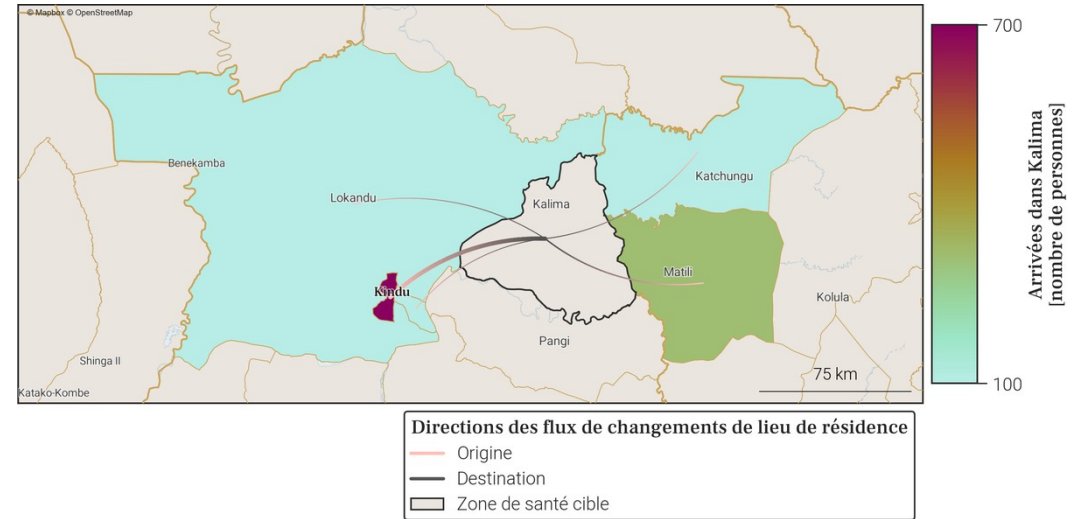 © Mapbox © OpenStreetMap
Benekamba
Lokandu
Kalima
Katchungu
Kindu
Matili
Kolula
Pangi
Shinga II
Katako-Kombe
75 km
700
100
Arrivées dans Kalima
[nombre de personnes]
Directions des flux de changements de lieu de résidence
Origine
Destination
Zone de santé cible